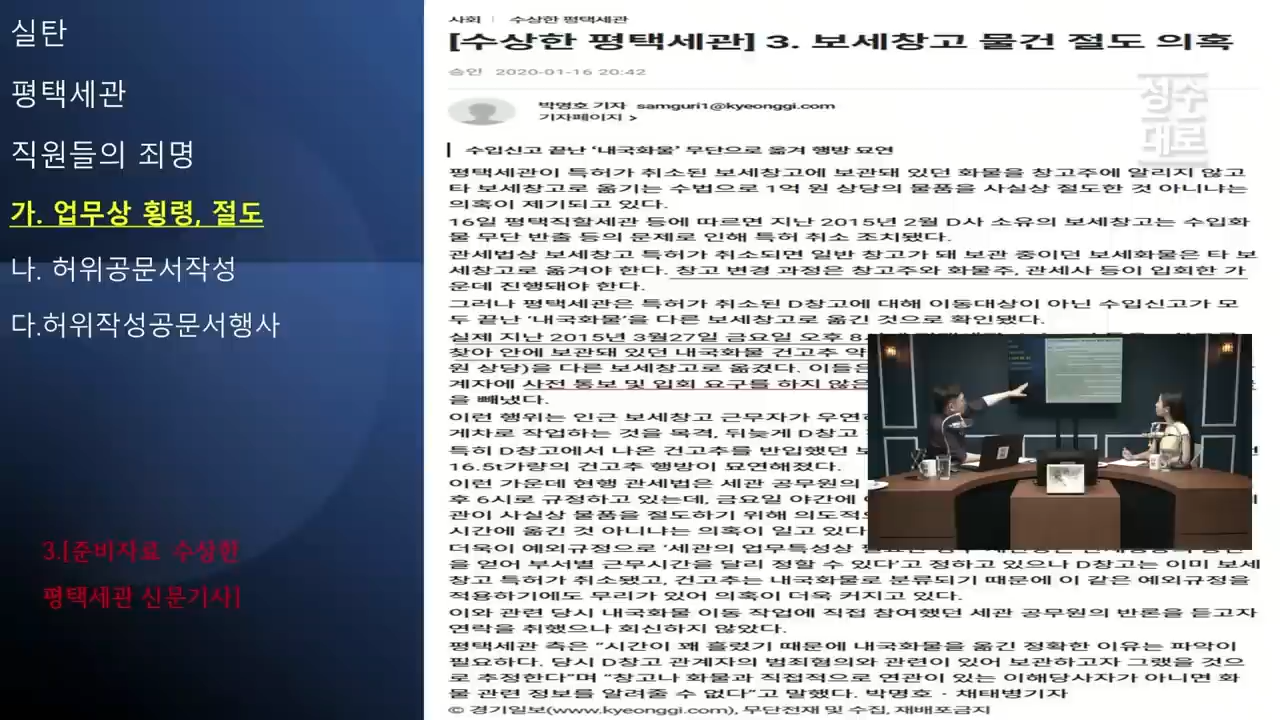 실탄
평택세관
직원들의 죄명
가. 업무상 횡령, 절도
나. 허위공문서작성
다.허위작성공문서행사
3.[준비자료 수상한
평택세관 신문기사]
사회 | 수상한 평택세관
[수상한 평택세관] 3. 보세창고 물건 절도 의혹
승인 2020-01-16 20:42
박명호 기자 samguri1@kyeonggi.com
기자페이지 >
정주
대로
수입신고 끝난 ‘내국화물’ 무단으로 옮겨 행방 묘연
평택세관이 특허가 취소된 보세창고에 보관돼 있던 화물을 창고주에 알리지 않고
타 보세창고로 옮기는 수법으로 1억 원 상당의 물품을 사실상 절도한 것 아니냐는
의혹이 제기되고 있다.
16일 평택직할세관 등에 따르면 지난 2015년 2월 D사 소유의 보세창고는 수입화
물 무단 반출 등의 문제로 인해 특허 취소 조치됐다.
관세법상 보세창고 특허가 취소되면 일반 창고가 돼 보관 중이던 보세화물은 타 보
세창고로 옮겨야 한다. 창고 변경 과정은 창고주와 화물주, 관세사 등이 입회한 가
운데 진행돼야 한다.
그러나 평택세관은 특허가 취소된 D창고에 대해 이동대상이 아닌 수입신고가 모
두 끝난 ‘내국화물’을 다른 보세창고로 옮긴 것으로 확인됐다.
실제 지난 2015년 3월27일 금요일 오후 8
찾아 안에 보관돼 있던 내국화물 건고추 약
원 상당)을 다른 보세창고로 옮겼다. 이들은
계자에 사전 통보 및 입회 요구를 하지 않은
을 빼냈다.
이런 행위는 인근 보세창고 근무자가 우연히
게차로 작업하는 것을 목격, 뒤늦게 D창고
특히 D창고에서 나온 건고추를 반입했던 보
16.5t가량의 건고추 행방이 묘연해졌다.
이런 가운데 현행 관세법은 세관 공무원의
후 6시로 규정하고 있는데, 금요일 야간에
관이 사실상 물품을 절도하기 위해 의도적으
시간에 옮긴 것 아니냐는 의혹이 일고 있다
더욱이 예외규정으로 ‘세관의 업무특성상
을 얻어 부서별 근무시간을 달리 정할 수 있다’고 정하고 있으나 D창고는 이미 보세
창고 특허가 취소됐고, 건고추는 내국화물로 분류되기 때문에 이 같은 예외규정을
적용하기에도 무리가 있어 의혹이 더욱 커지고 있다.
이와 관련 당시 내국화물 이동 작업에 직접 참여했던 세관 공무원의 반론을 듣고자
연락을 취했으나 회신하지 않았다.
평택세관 측은 “시간이 꽤 흘렀기 때문에 내국화물을 옮긴 정확한 이유는 파악이
필요하다. 당시 D창고 관계자의 범죄혐의와 관련이 있어 보관하고자 그랬을 것으
로 추정한다”며 “창고나 화물과 직접적으로 연관이 있는 이해당사자가 아니면 화
물 관련 정보를 알려줄 수 없다”고 말했다. 박명호 · 채태병기자
© 경기일보(www.kyeonggi.com), 무단전재 및 수집, 재배포금지